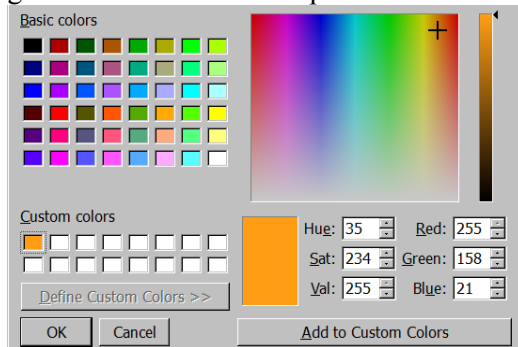 Basic colors
Custom colors
Define Custom Colors >>
OK Cancel
Hue: 35 Red: 255
Sat: 234 Green: 158
Val: 255 Blue: 21
Add to Custom Colors